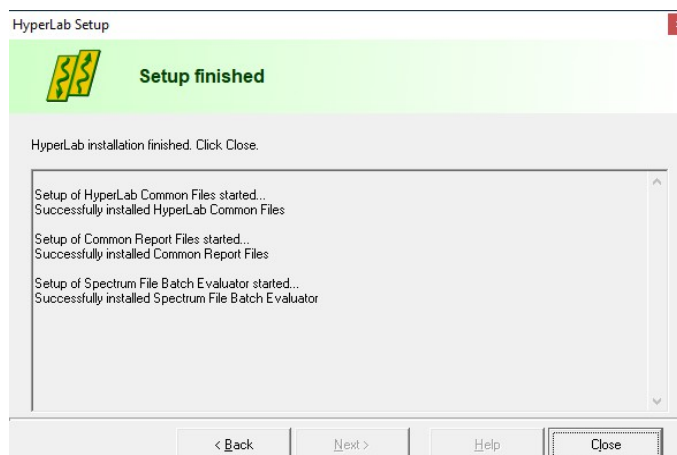 HyperLab Setup
Setup finished
HyperLab installation finished. Click Close.
Setup of HyperLab Common Files started...
Successfully installed HyperLab Common Files
Setup of Common Report Files started...
Successfully installed Common Report Files
Setup of Spectrum File Batch Evaluator started...
Successfully installed Spectrum File Batch Evaluator
< Back
Next >
Help
Close